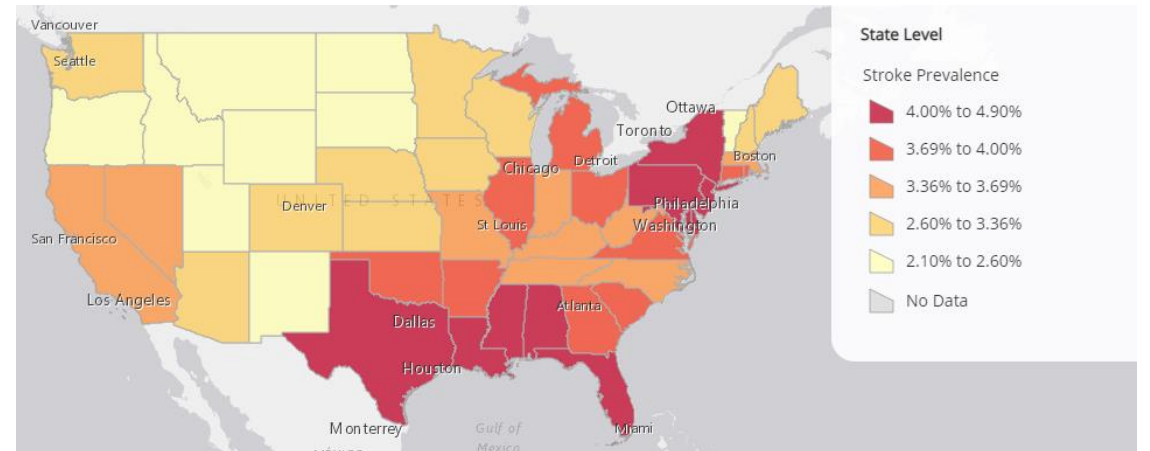 Vancouver
Seattle
Ottawa
Toronto
Boston
Chicago
Detroit
UNITED STATES
Denver
Philadelphia
St Louis
Washington
San Francisco
Los Angeles
Atlanta
Dallas
Houston
Monterrey
Gulf of
Mexico
Miami
State Level
Stroke Prevalence
4.00% to 4.90%
3.69% to 4.00%
3.36% to 3.69%
2.60% to 3.36%
2.10% to 2.60%
No Data